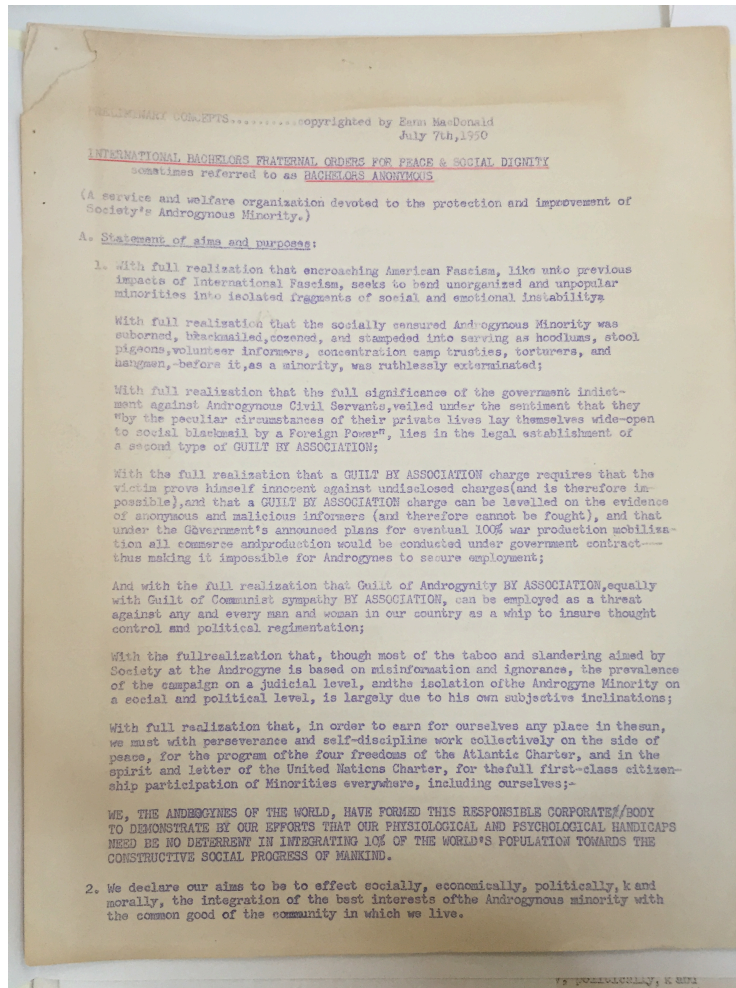 PRELIMINARY CONCEPTS..........copyrighted by Eann MacDonald
July 7th,1950
INTERNATIONAL BACHELORS FRATERNAL ORDERS FOR PEACE & SOCIAL DIGNITY
sometimes referred to as BACHELORS ANONYMOUS
(A service and welfare organization devoted to the protection and improvement of
Society's Androgynous Minority.)
A. Statement of aims and purposes:
1. With full realization that encroaching American Fascism, like unto previous
impacts of International Fascism, seeks to bend unorganized and unpopular
minorities into isolated fragments of social and emotional instability;
With full realization that the socially censured Androgynous Minority was
suborned, blackmailed,cozened, and stampeded into serving as hoodlums, stool
pigeons,volunteer informers, concentration camp trusties, torturers, and
hangmen,-before it,as a minority, was ruthlessly exterminated;
With full realization that the full significance of the government indict-
ment against Androgynous Civil Servants,veiled under the sentiment that they
"by the peculiar circumstances of their private lives lay themselves wide-open
to social blackmail by a Foreign Power", lies in the legal establishment of
a second type of GUILT BY ASSOCIATION;
With the full realization that a GUILT BY ASSOCIATION charge requires that the
victim prove himself innocent against undisclosed charges(and is therefore im-
possible),and that a GUILT BY ASSOCIATION charge can be levelled on the evidence
of anonymous and malicious informers (and therefore cannot be fought), and that
under the Government's announced plans for eventual 100% war production mobiliza-
tion all commerce andproduction would be conducted under government contract---
thus making it impossible for Androgynes to secure employment;
And with the full realization that Guilt of Androgynity BY ASSOCIATION,equally
with Guilt of Communist sympathy BY ASSOCIATION, can be employed as a threat
against any and every man and woman in our country as a whip to insure thought
control and political regimentation;
With the fullrealization that, though most of the taboo and slandering aimed by
Society at the Androgyne is based on misinformation and ignorance, the prevalence
of the campaign on a judicial level, andthe isolation ofthe Androgyne Minority on
a social and political level, is largely due to his own subjective inclinations;
With full realization that, in order to earn for ourselves any place in thesun,
we must with perseverance and self-discipline work collectively on the side of
peace, for the program ofthe four freedoms of the Atlantic Charter, and in the
spirit and letter of the United Nations Charter, for thefull first-class citizen-
ship participation of Minorities everywhere, including ourselves;-
WE, THE ANDROGYNES OF THE WORLD, HAVE FORMED THIS RESPONSIBLE CORPORATE BODY
TO DEMONSTRATE BY OUR EFFORTS THAT OUR PHYSIOLOGICAL AND PSYCHOLOGICAL HANDICAPS
NEED BE NO DETERRENT IN INTEGRATING 10% OF THE WORLD'S POPULATION TOWARDS THE
CONSTRUCTIVE SOCIAL PROGRESS OF MANKIND.
2. We declare our aims to be to effect socially, economically, politically, k and
morally, the integration of the best interests ofthe Androgynous minority with
the common good of the community in which we live.
politically, k and